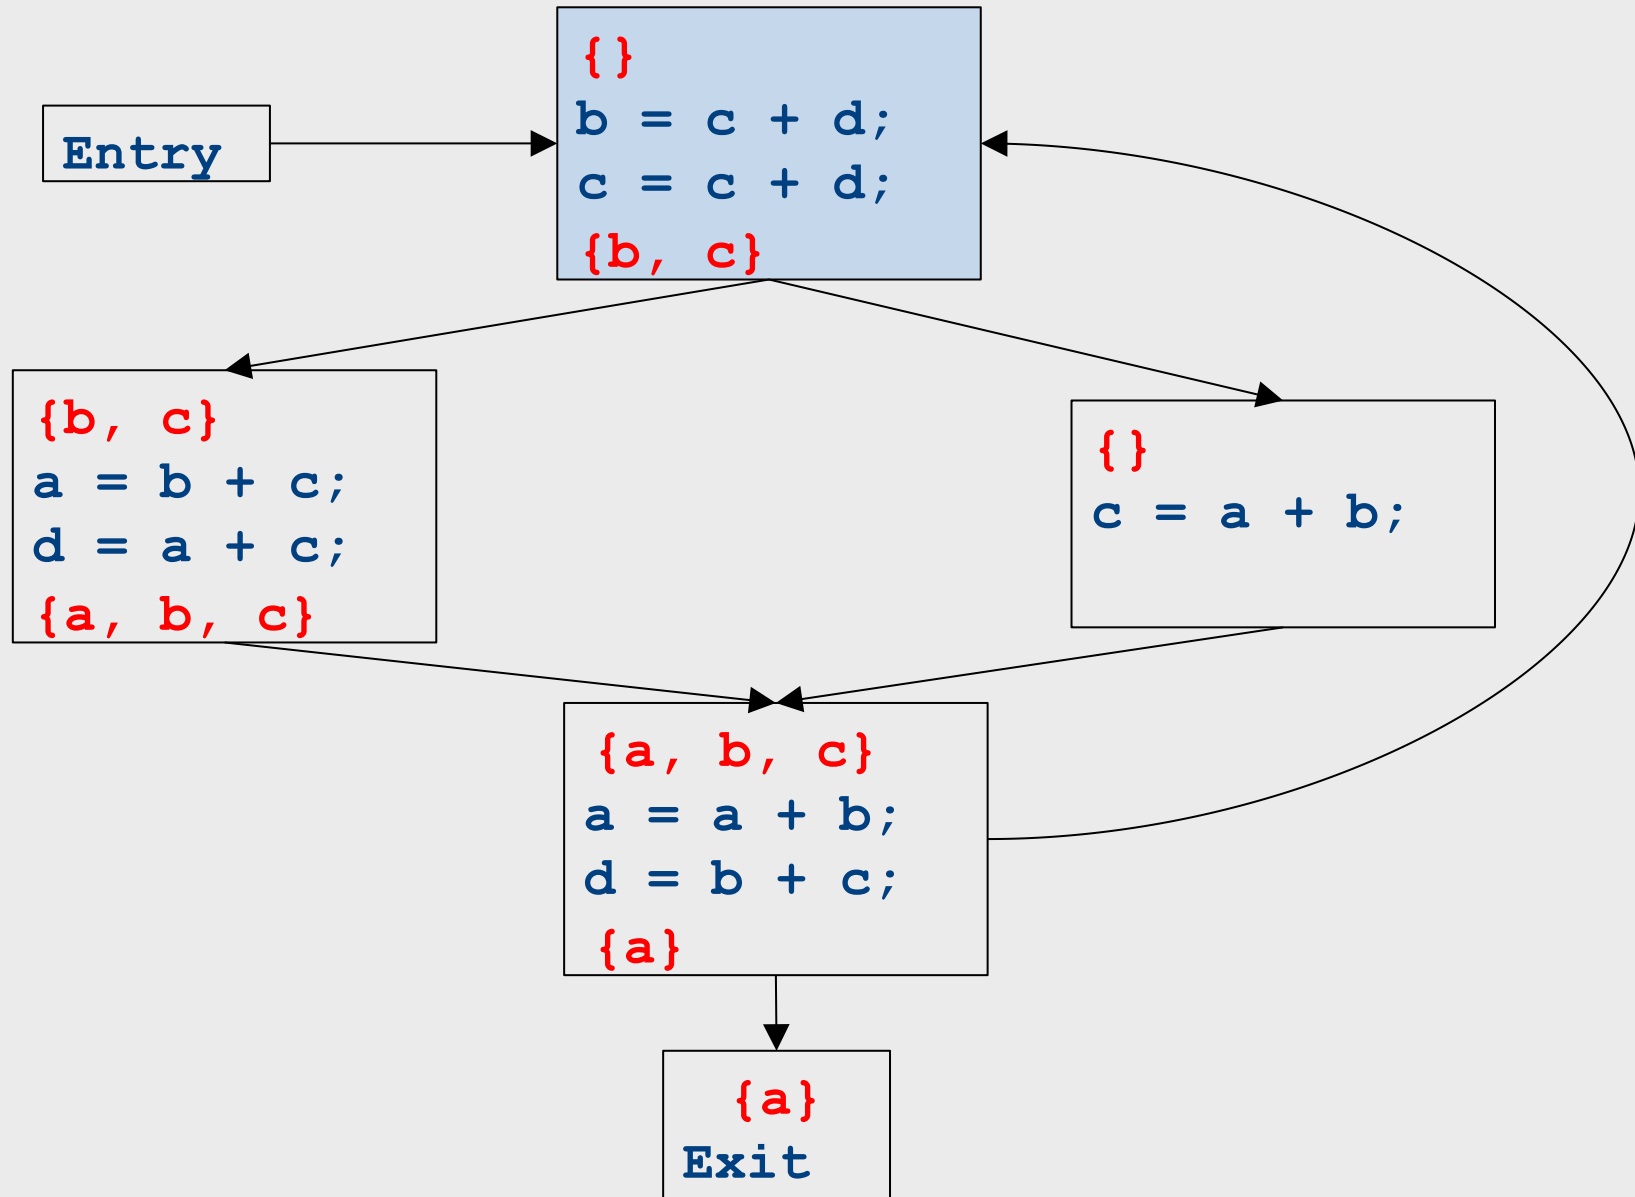 {}
b = c + d;
c = c + d;
{b, c}
Entry
{b, c}
a = b + c;
d = a + c;
{a, b, c}
{}
c = a + b;
{a, b, c}
a = a + b;
d = b + c;
{a}
{a}
Exit